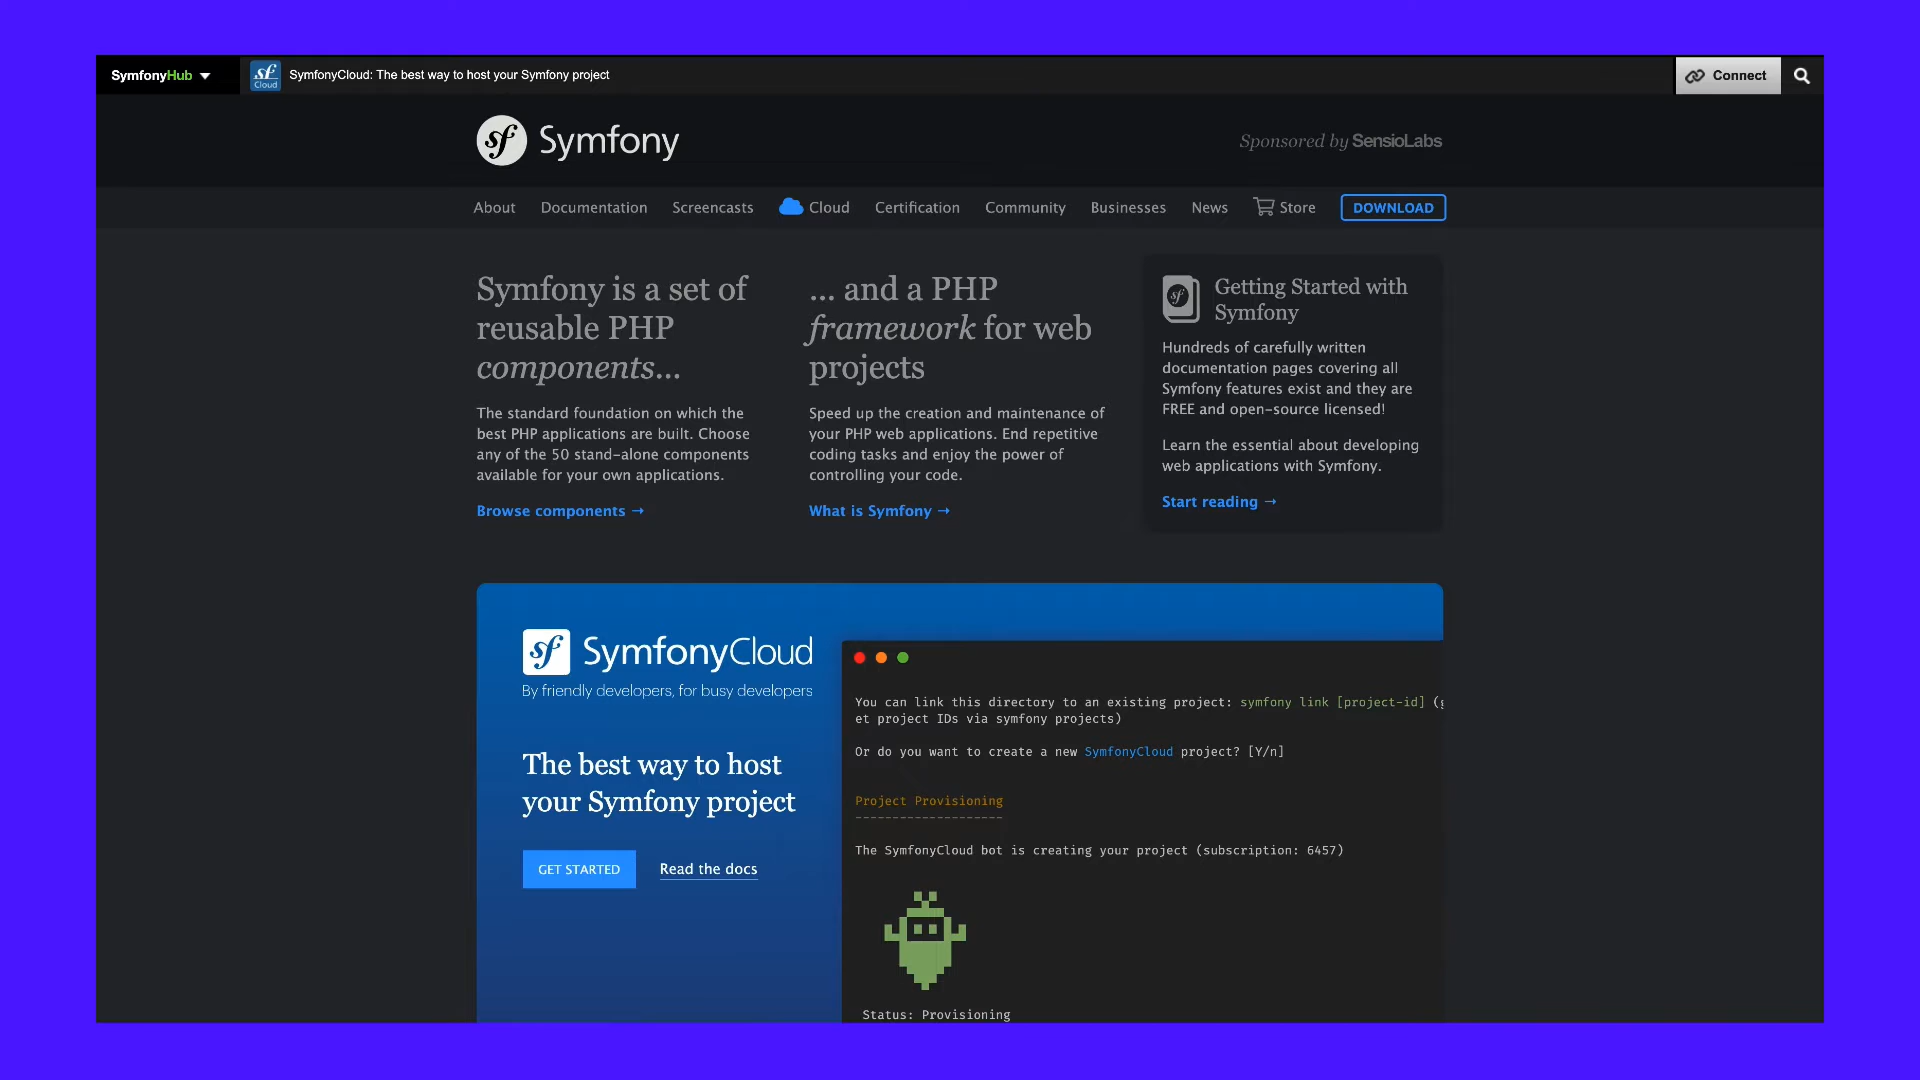 SymfonyHub
sf
Cloud
SymfonyCloud: The best way to host your Symfony project
Connect
sf
Symfony
Sponsored by SensioLabs
About Documentation Screencasts Cloud Certification Community Businesses News Store DOWNLOAD
Symfony is a set of
reusable PHP
components...
The standard foundation on which the
best PHP applications are built. Choose
any of the 50 stand-alone components
available for your own applications.
Browse components →
... and a PHP
framework for web
projects
Speed up the creation and maintenance of
your PHP web applications. End repetitive
coding tasks and enjoy the power of
controlling your code.
What is Symfony →
sf
Getting Started with
Symfony
Hundreds of carefully written
documentation pages covering all
Symfony features exist and they are
FREE and open-source licensed!
Learn the essential about developing
web applications with Symfony.
Start reading →
sf
SymfonyCloud
By friendly developers, for busy developers
The best way to host
your Symfony project
GET STARTED
Read the docs
You can link this directory to an existing project: symfony link [project-id] (g
et project IDs via symfony projects)
Or do you want to create a new SymfonyCloud project? [Y/n]
Project Provisioning
--------------------
The SymfonyCloud bot is creating your project (subscription: 6457)
Status: Provisioning